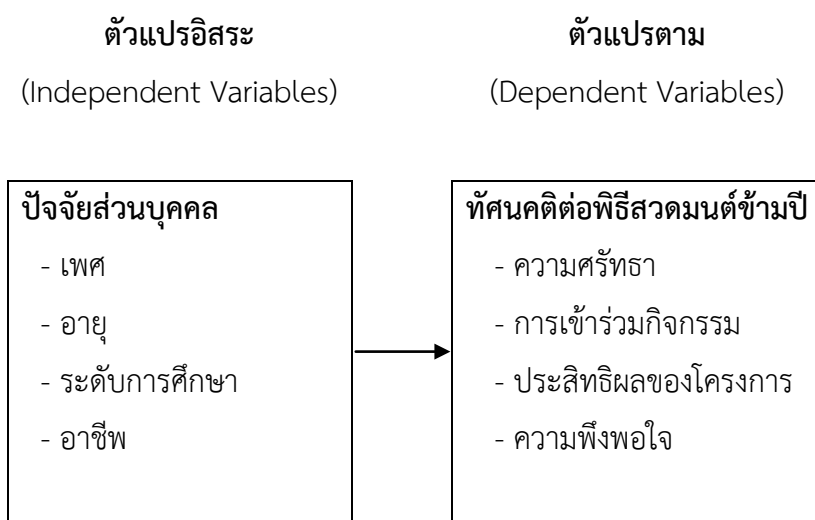 ตัวแปรอิสระ
(Independent Variables)
ตัวแปรตาม
(Dependent Variables)
ปัจจัยส่วนบุคคล
- เพศ
- อายุ
- ระดับการศึกษา
- อาชีพ
ทัศนคติต่อพิธีสวดมนต์ข้ามปี
- ความศรัทธา
- การเข้าร่วมกิจกรรม
- ประสิทธิผลของโครงการ
- ความพึงพอใจ